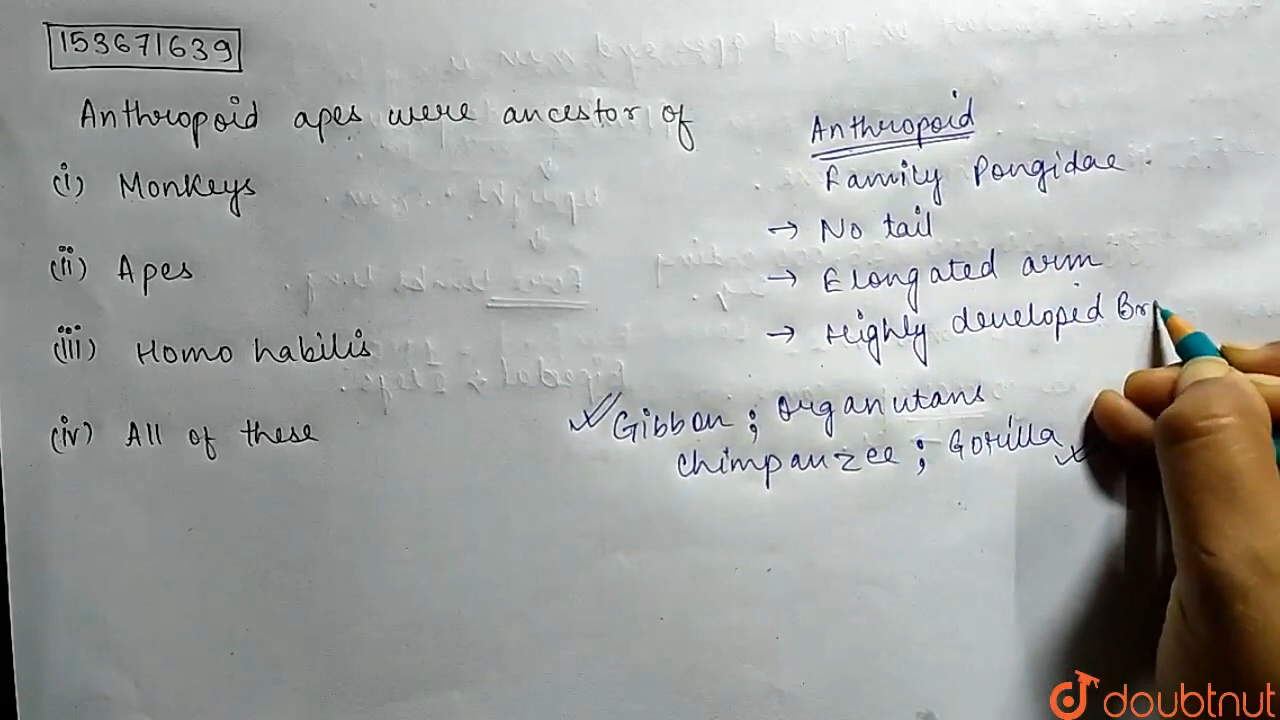 153671639
Anthropoid apes were ancestor of
(i) Monkeys
(ii) Apes
(iii) Homo habilis
(iv) All of these
Anthropoid
Family Pongidae
→ No tail
→ Elongated arm
→ Highly developed Br
Gibbon ; Organutans
Chimpanzee ; Gorilla
doubtnut